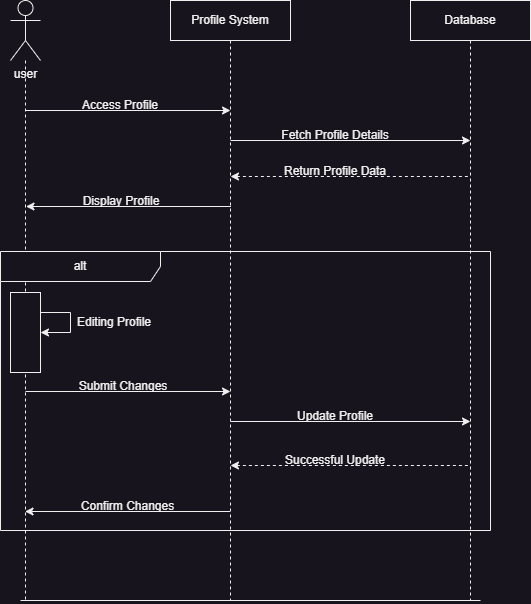 Profile System
Database
user
Access Profile
Fetch Profile Details
Return Profile Data
Display Profile
alt
Editing Profile
Submit Changes
Update Profile
Successful Update
Confirm Changes